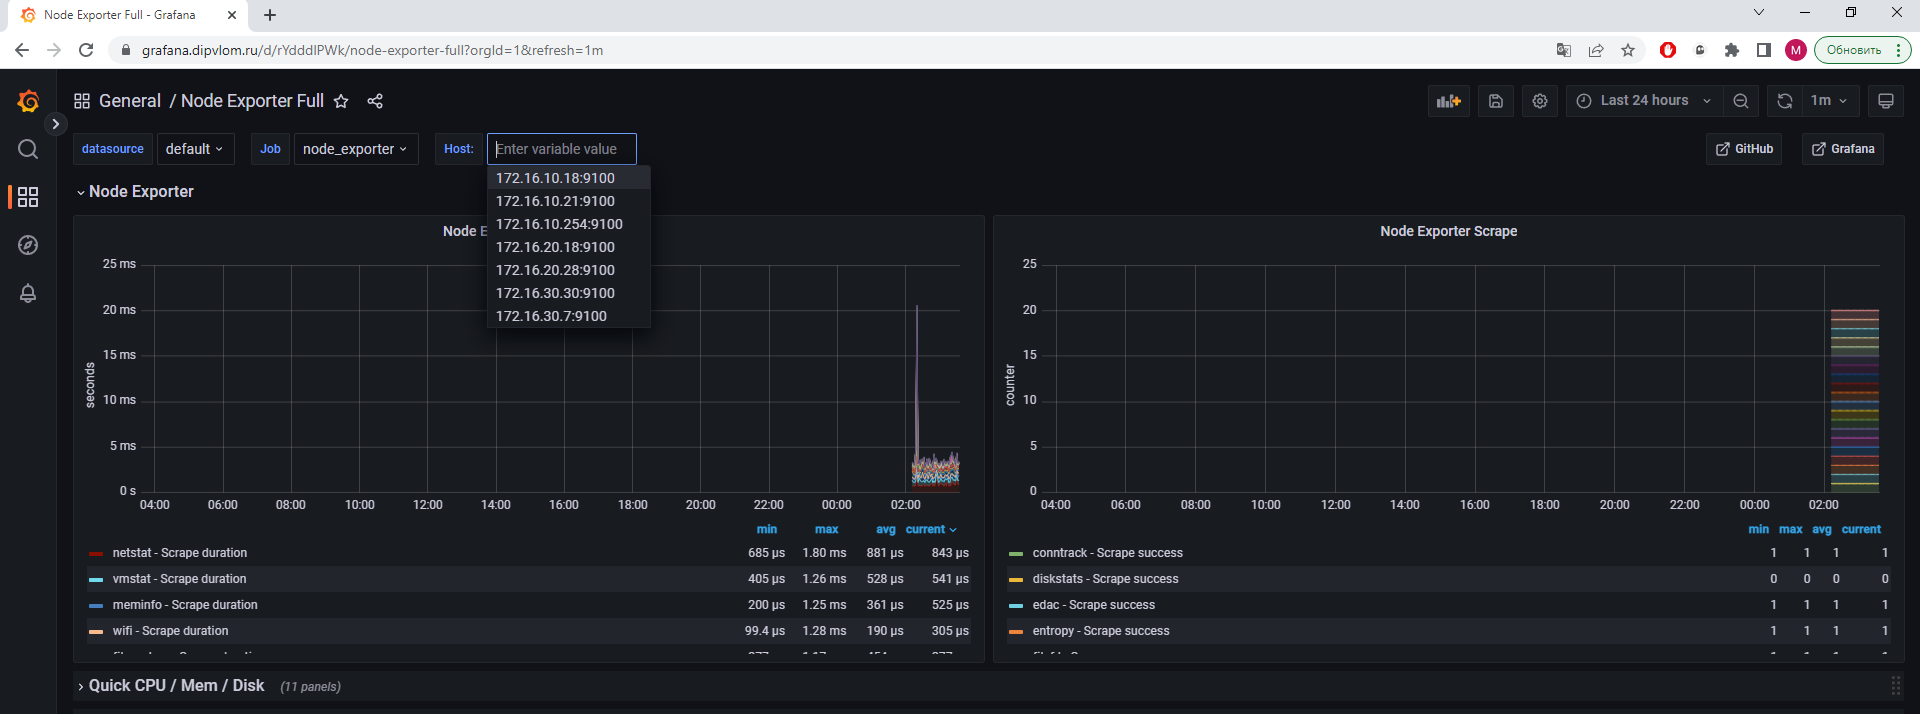 Node Exporter Full - Grafana
grafana.dipvlom.ru/d/rYdddlPWk/node-exporter-full?orgId=1&refresh=1m
M
Обновить
General / Node Exporter Full
Last 24 hours
1m
datasource
default
Job
node_exporter
Host:
Enter variable value
GitHub
Grafana
172.16.10.18:9100
172.16.10.21:9100
172.16.10.254:9100
172.16.20.18:9100
172.16.20.28:9100
172.16.30.30:9100
172.16.30.7:9100
Node Exporter
Node E
25 ms
20 ms
15 ms
10 ms
5 ms
0 s
seconds
04:00 06:00 08:00 10:00 12:00 14:00 16:00 18:00 20:00 22:00 00:00 02:00
min max avg current
netstat - Scrape duration 685 µs 1.80 ms 881 µs 843 µs
vmstat - Scrape duration 405 µs 1.26 ms 528 µs 541 µs
meminfo - Scrape duration 200 µs 1.25 ms 361 µs 525 µs
wifi - Scrape duration 99.4 µs 1.28 ms 190 µs 305 µs
Node Exporter Scrape
25
20
15
10
5
0
counter
04:00 06:00 08:00 10:00 12:00 14:00 16:00 18:00 20:00 22:00 00:00 02:00
min max avg current
conntrack - Scrape success 1 1 1 1
diskstats - Scrape success 0 0 0 0
edac - Scrape success 1 1 1 1
entropy - Scrape success 1 1 1 1
Quick CPU / Mem / Disk (11 panels)